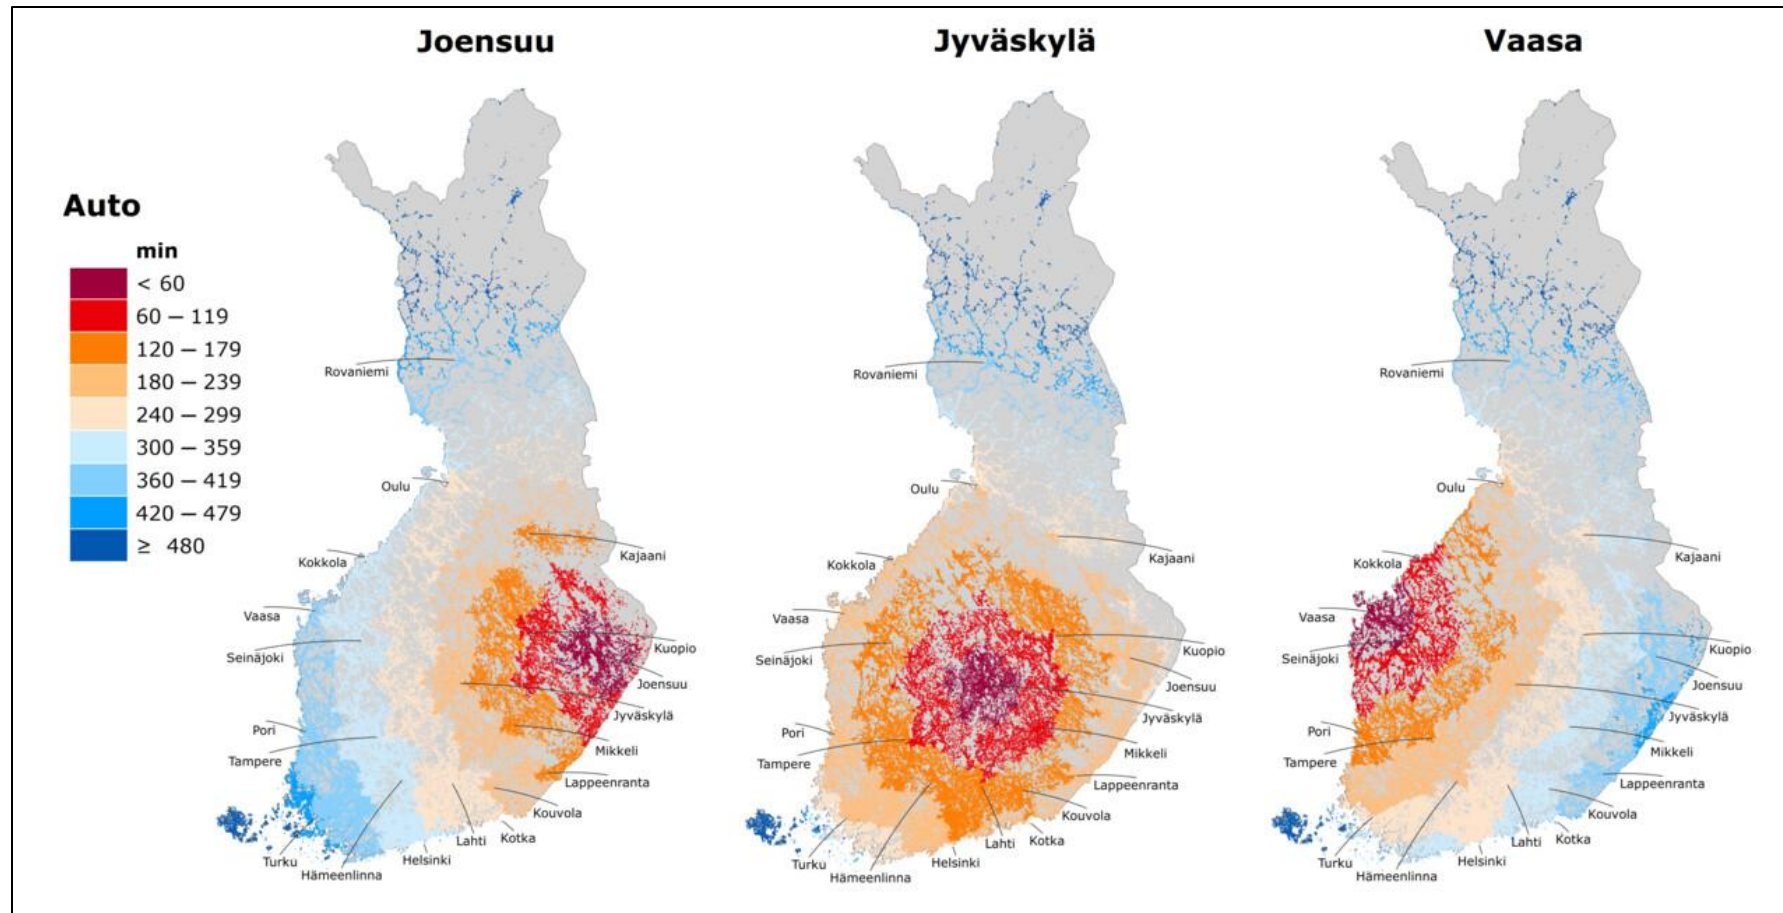 Joensuu
Jyväskylä
Vaasa
Auto
min
< 60
60 – 119
120 – 179
180 – 239
240 – 299
300 – 359
360 – 419
420 – 479
≥ 480
Rovaniemi
Oulu
Kajaani
Kokkola
Vaasa
Seinäjoki
Kuopio
Joensuu
Jyväskylä
Pori
Mikkeli
Tampere
Lappeenranta
Kouvola
Kotka
Lahti
Helsinki
Turku
Hämeenlinna
Rovaniemi
Oulu
Kajaani
Kokkola
Vaasa
Seinäjoki
Kuopio
Joensuu
Jyväskylä
Pori
Mikkeli
Tampere
Lappeenranta
Kouvola
Kotka
Lahti
Helsinki
Turku
Hämeenlinna
Rovaniemi
Oulu
Kajaani
Kokkola
Vaasa
Seinäjoki
Kuopio
Joensuu
Jyväskylä
Pori
Mikkeli
Tampere
Lappeenranta
Kouvola
Kotka
Lahti
Helsinki
Turku
Hämeenlinna